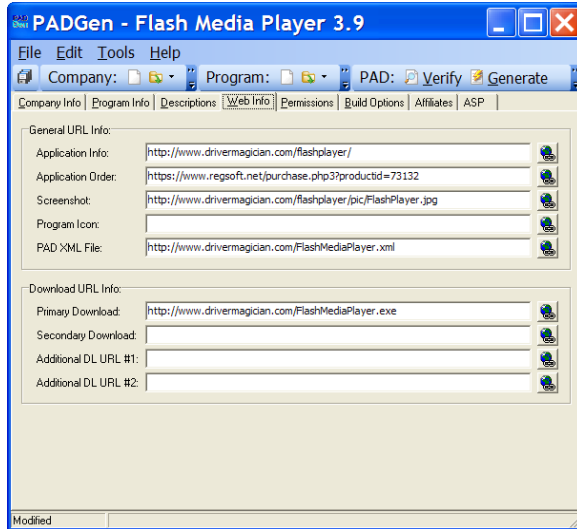 PADGen - Flash Media Player 3.9
File Edit Tools Help
Company: Program: PAD: Verify Generate
Company Info Program Info Descriptions Web Info Permissions Build Options Affiliates ASP
General URL Info:
Application Info: http://www.drivermagician.com/flashplayer/
Application Order: https://www.regsoft.net/purchase.php3?productid=73132
Screenshot: http://www.drivermagician.com/flashplayer/pic/FlashPlayer.jpg
Program Icon:
PAD XML File: http://www.drivermagician.com/FlashMediaPlayer.xml
Download URL Info:
Primary Download: http://www.drivermagician.com/FlashMediaPlayer.exe
Secondary Download:
Additional DL URL #1:
Additional DL URL #2:
Modified